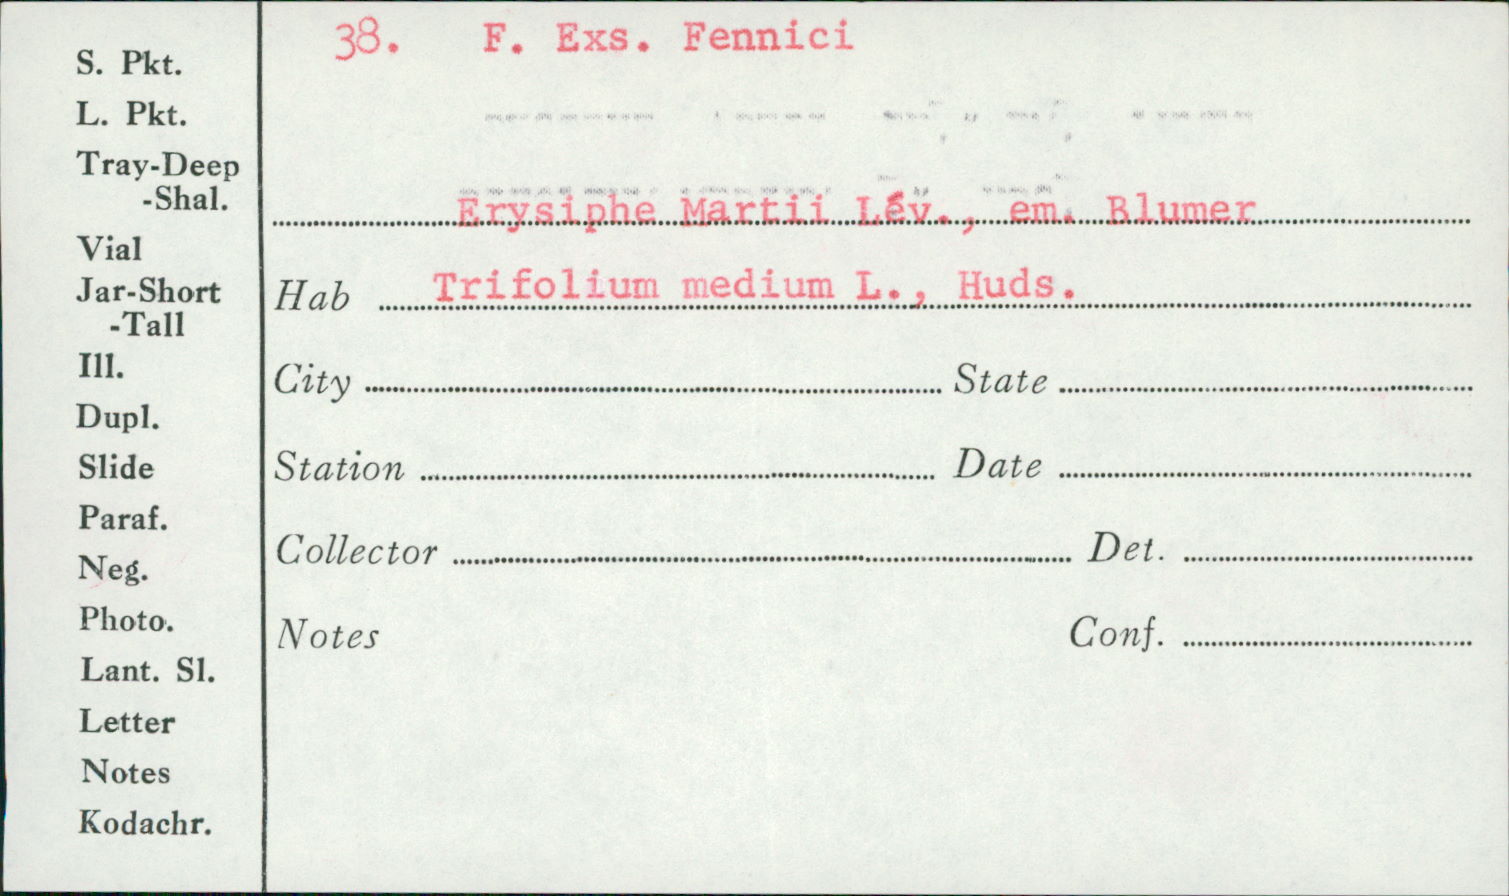 38. F. Exs. Fennici
Erysiphe Martii Lév., em. Blumer
Hab Trifolium medium L., Huds.
City State
Station Date
Collector Det.
Notes Conf.
S. Pkt.
L. Pkt.
Tray-Deep
-Shal.
Vial
Jar-Short
-Tall
Ill.
Dupl.
Slide
Paraf.
Neg.
Photo.
Lant. Sl.
Letter
Notes
Kodachr.